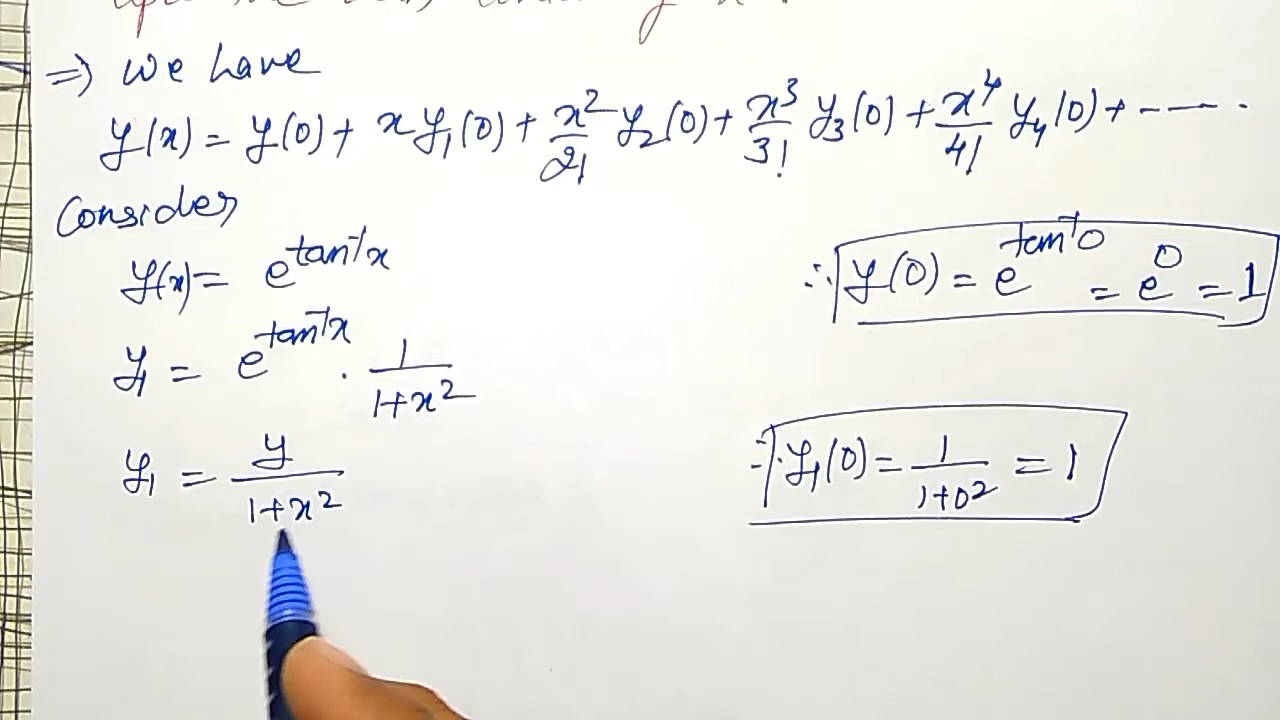 ⇒ We have
y(x) = y(0) + x y₁(0) + x²/2! y₂(0) + x³/3! y₃(0) + x⁴/4! y₄(0) + -----.
Consider
y(x) = e^(tan⁻¹x)
∴ y(0) = e^(tan⁻¹0) = e⁰ = 1
y₁ = e^(tan⁻¹x) . 1/(1+x²)
y₁ = y/(1+x²)
∴ y₁(0) = 1/(1+0²) = 1